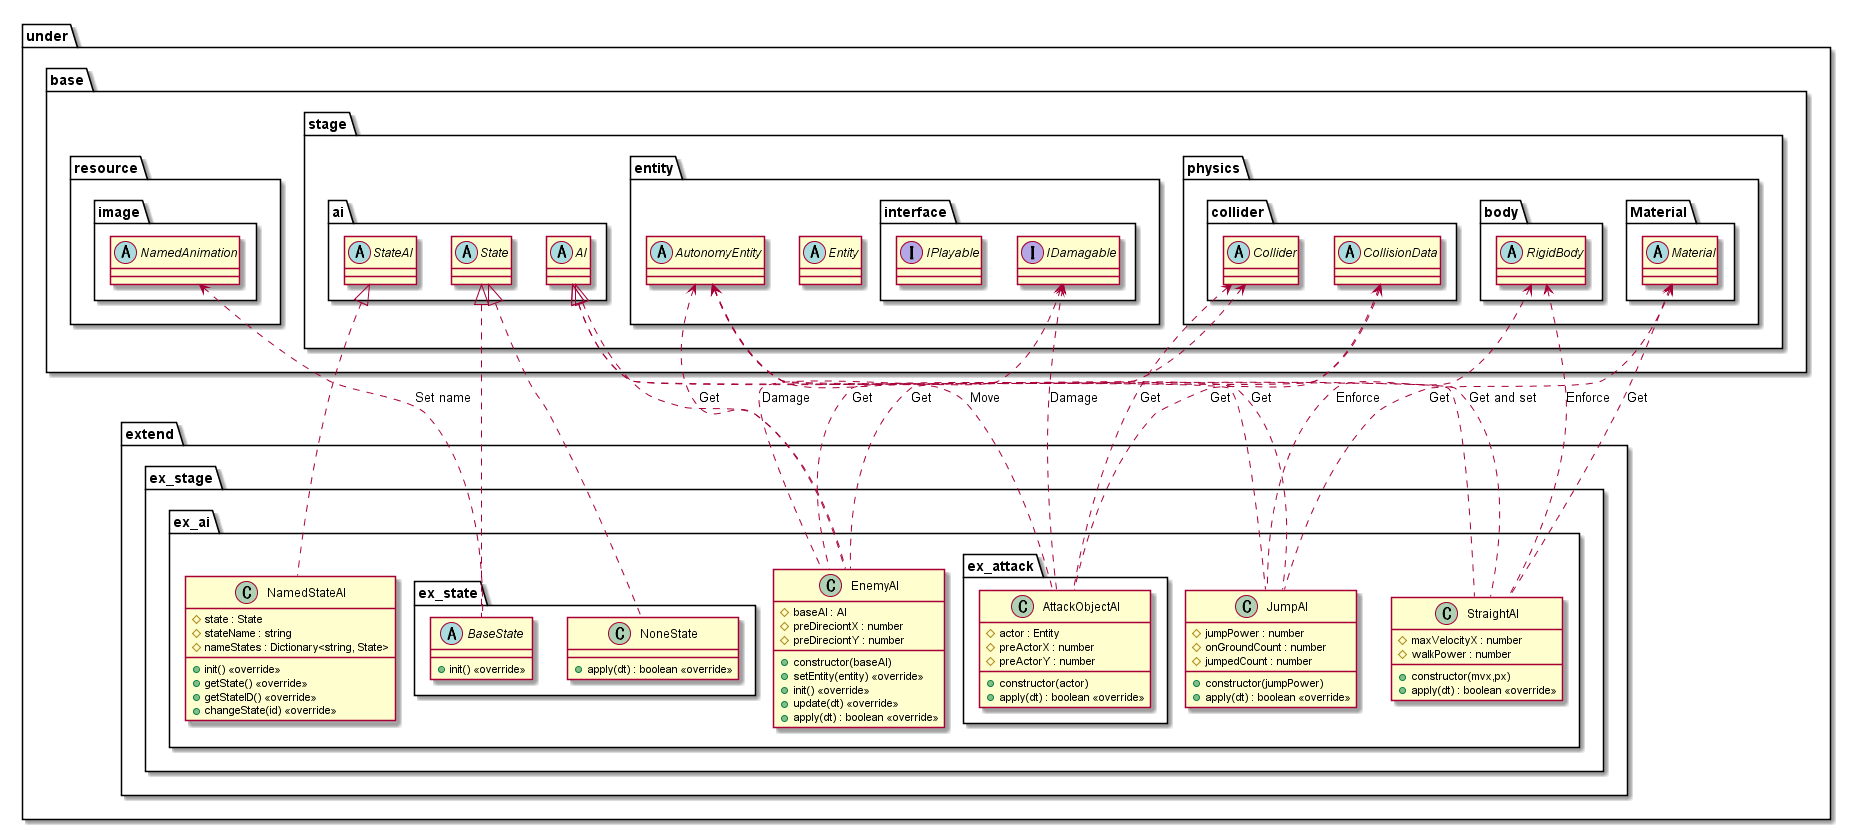 under
base
stage
resource
entity
physics
image
ai
interface
collider
body
Material
A NamedAnimation
A StateAI
A State
A AI
A AutonomyEntity
A Entity
I IPlayable
I IDamagable
A Collider
A CollisionData
A RigidBody
A Material
Set name
Get
Damage
Get
Get
Move
Damage
Get
Get
Get
Enforce
Get
Get and set
Enforce
Get
extend
ex_stage
ex_ai
C NamedStateAI
state : State
stateName : string
nameStates : Dictionary<string, State>
init() «override»
getState() «override»
getStateID() «override»
changeState(id) «override»
ex_state
A BaseState
init() «override»
C NoneState
apply(dt) : boolean «override»
C EnemyAI
baseAI : AI
preDireciontX : number
preDireciontY : number
constructor(baseAI)
setEntity(entity) «override»
init() «override»
update(dt) «override»
apply(dt) : boolean «override»
ex_attack
C AttackObjectAI
actor : Entity
preActorX : number
preActorY : number
constructor(actor)
apply(dt) : boolean «override»
C JumpAI
jumpPower : number
onGroundCount : number
jumpedCount : number
constructor(jumpPower)
apply(dt) : boolean «override»
C StraightAI
maxVelocityX : number
walkPower : number
constructor(mvx,px)
apply(dt) : boolean «override»